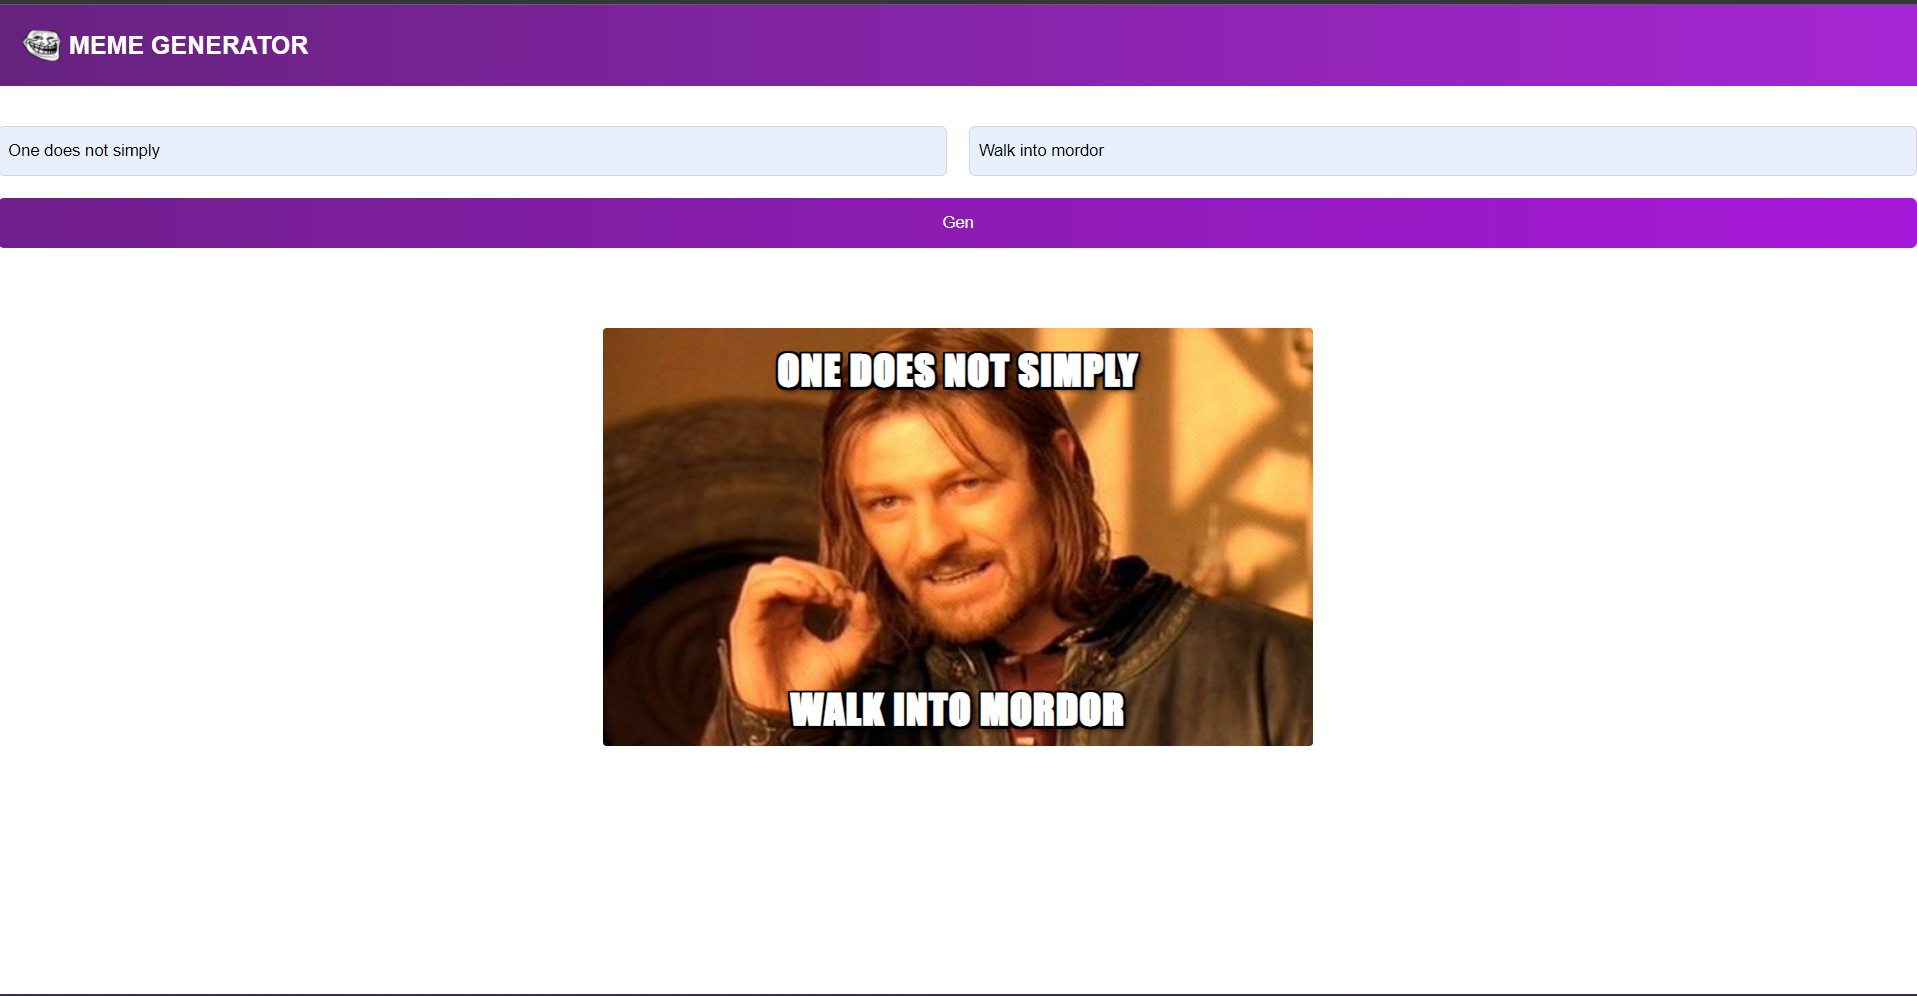 MEME GENERATOR
One does not simply
Walk into mordor
Gen
ONE DOES NOT SIMPLY
WALK INTO MORDOR